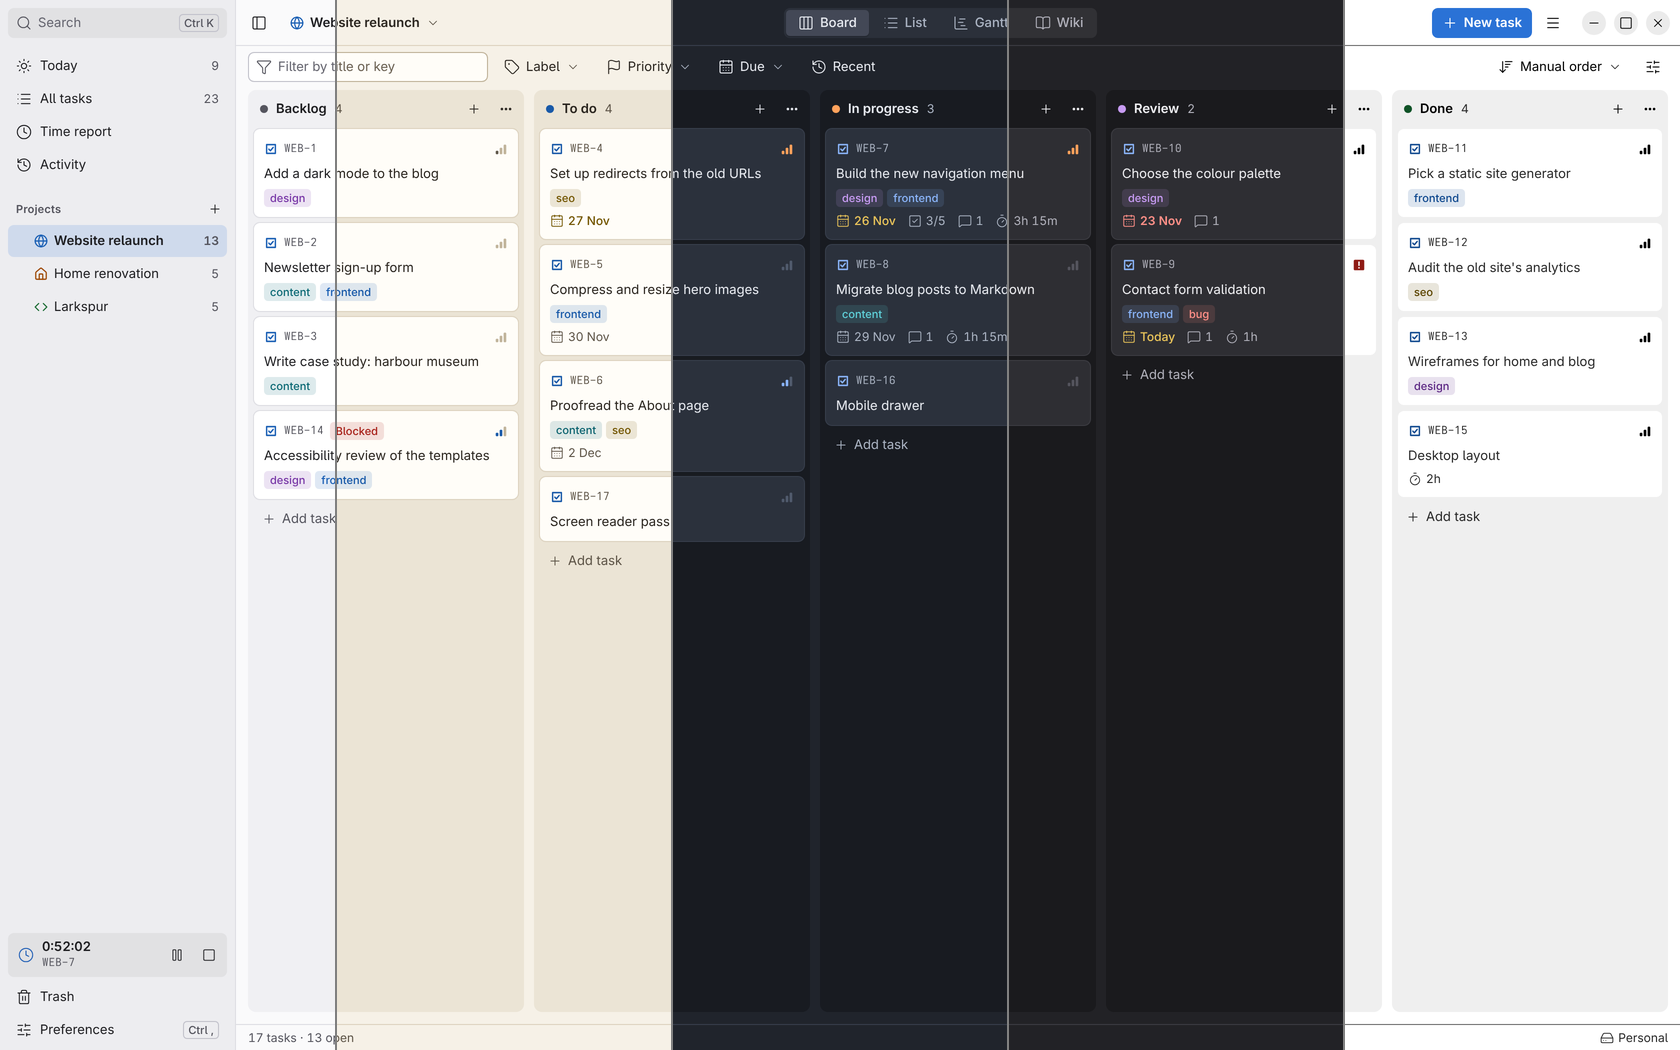 Search Ctrl K
Today 9
All tasks 23
Time report
Activity
Projects
Website relaunch 13
Home renovation 5
Larkspur 5
0:52:02
WEB-7
Trash
Preferences Ctrl ,
Website relaunch
Board List Gantt Wiki
New task
Filter by title or key
Label Priority Due Recent
Manual order
Backlog 4
WEB-1
Add a dark mode to the blog
design
WEB-2
Newsletter sign-up form
content frontend
WEB-3
Write case study: harbour museum
content
WEB-14 Blocked
Accessibility review of the templates
design frontend
Add task
To do 4
WEB-4
Set up redirects from the old URLs
seo
27 Nov
WEB-5
Compress and resize hero images
frontend
30 Nov
WEB-6
Proofread the About page
content seo
2 Dec
WEB-17
Screen reader pass
Add task
In progress 3
WEB-7
Build the new navigation menu
design frontend
26 Nov 3/5 1 3h 15m
WEB-8
Migrate blog posts to Markdown
content
29 Nov 1 1h 15m
WEB-16
Mobile drawer
Add task
Review 2
WEB-10
Choose the colour palette
design
23 Nov 1
WEB-9
Contact form validation
frontend bug
Today 1 1h
Add task
Done 4
WEB-11
Pick a static site generator
frontend
WEB-12
Audit the old site's analytics
seo
WEB-13
Wireframes for home and blog
design
WEB-15
Desktop layout
2h
Add task
17 tasks · 13 open
Personal